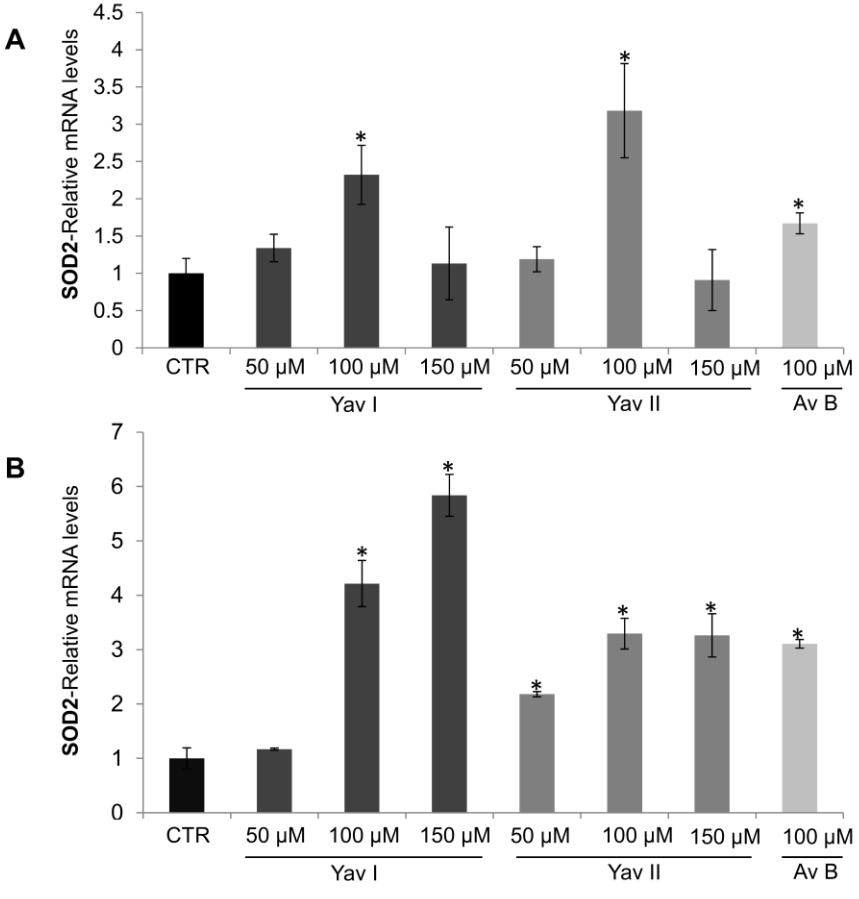 A
SOD2-Relative mRNA levels
4.5
4
3.5
3
2.5
2
1.5
1
0.5
0
* * *
CTR 50 µM 100 µM 150 µM 50 µM 100 µM 150 µM 100 µM
Yav I Yav II Av B
B
SOD2-Relative mRNA levels
7
6
5
4
3
2
1
0
* * * * * *
CTR 50 µM 100 µM 150 µM 50 µM 100 µM 150 µM 100 µM
Yav I Yav II Av B